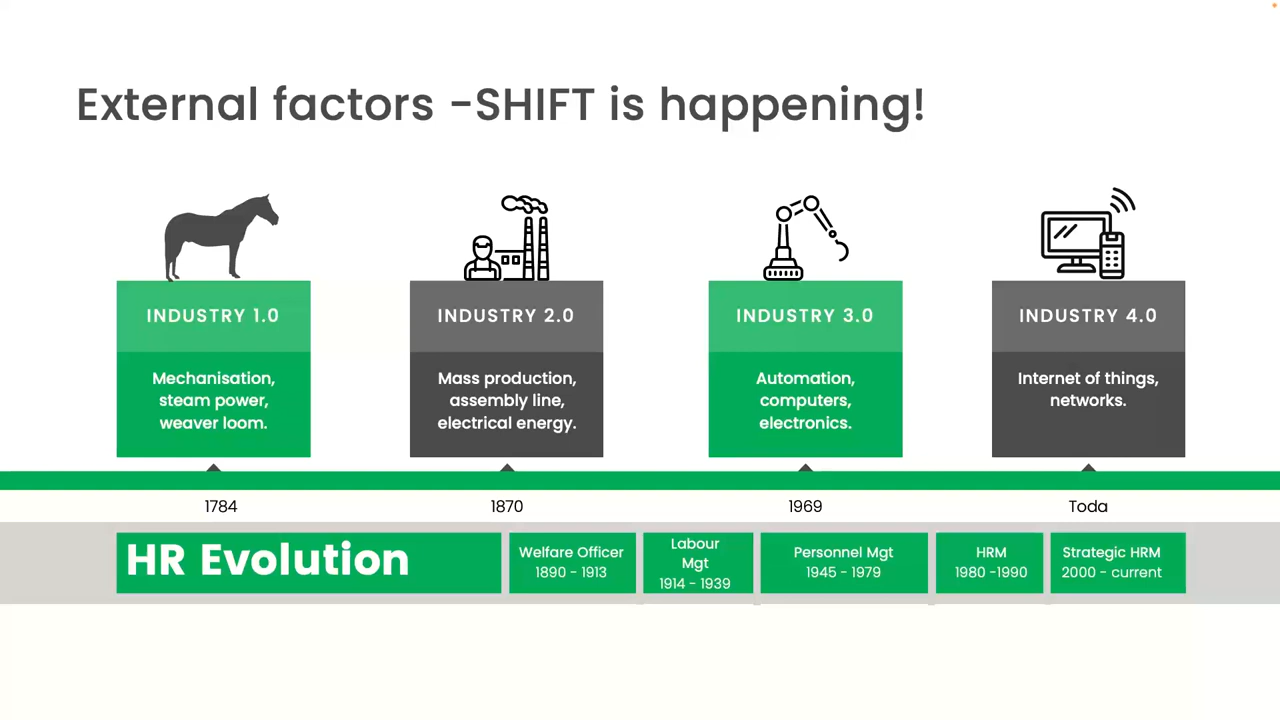 External factors -SHIFT is happening!
INDUSTRY 1.0
Mechanisation,
steam power,
weaver loom.
INDUSTRY 2.0
Mass production,
assembly line,
electrical energy.
INDUSTRY 3.0
Automation,
computers,
electronics.
INDUSTRY 4.0
Internet of things,
networks.
1784
1870
1969
Toda
HR Evolution
Welfare Officer
1890 - 1913
Labour
Mgt
1914 - 1939
Personnel Mgt
1945 - 1979
HRM
1980 -1990
Strategic HRM
2000 - current